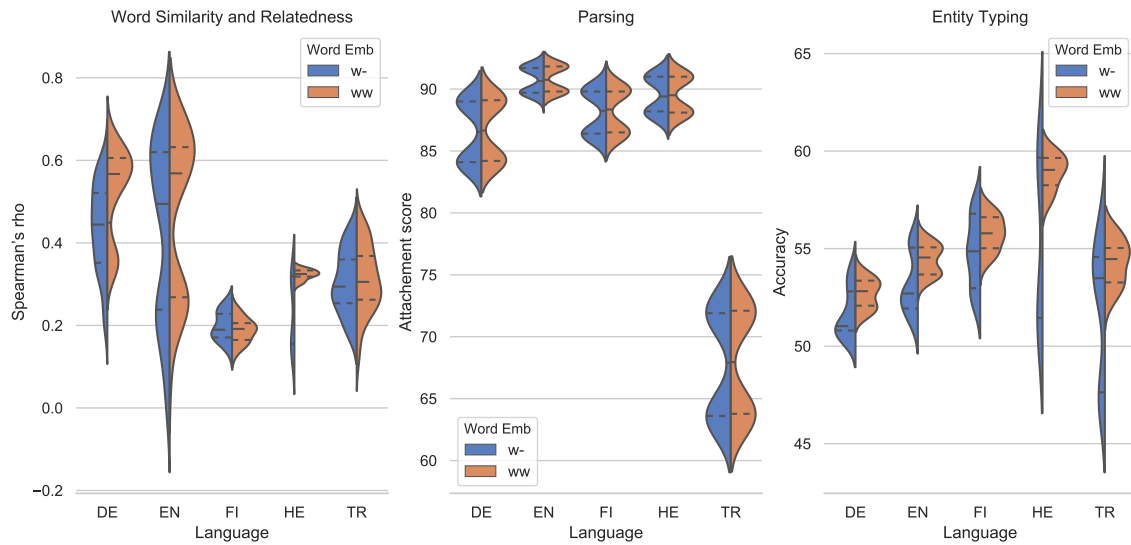 Word Similarity and Relatedness
Word Emb
w-
ww
0.8
0.6
0.4
0.2
0.0
−0.2
Spearman's rho
DE EN FI HE TR
Language
Parsing
90
85
80
75
70
65
60
Attachement score
Word Emb
w-
ww
DE EN FI HE TR
Language
Entity Typing
Word Emb
w-
ww
65
60
55
50
45
Accuracy
DE EN FI HE TR
Language